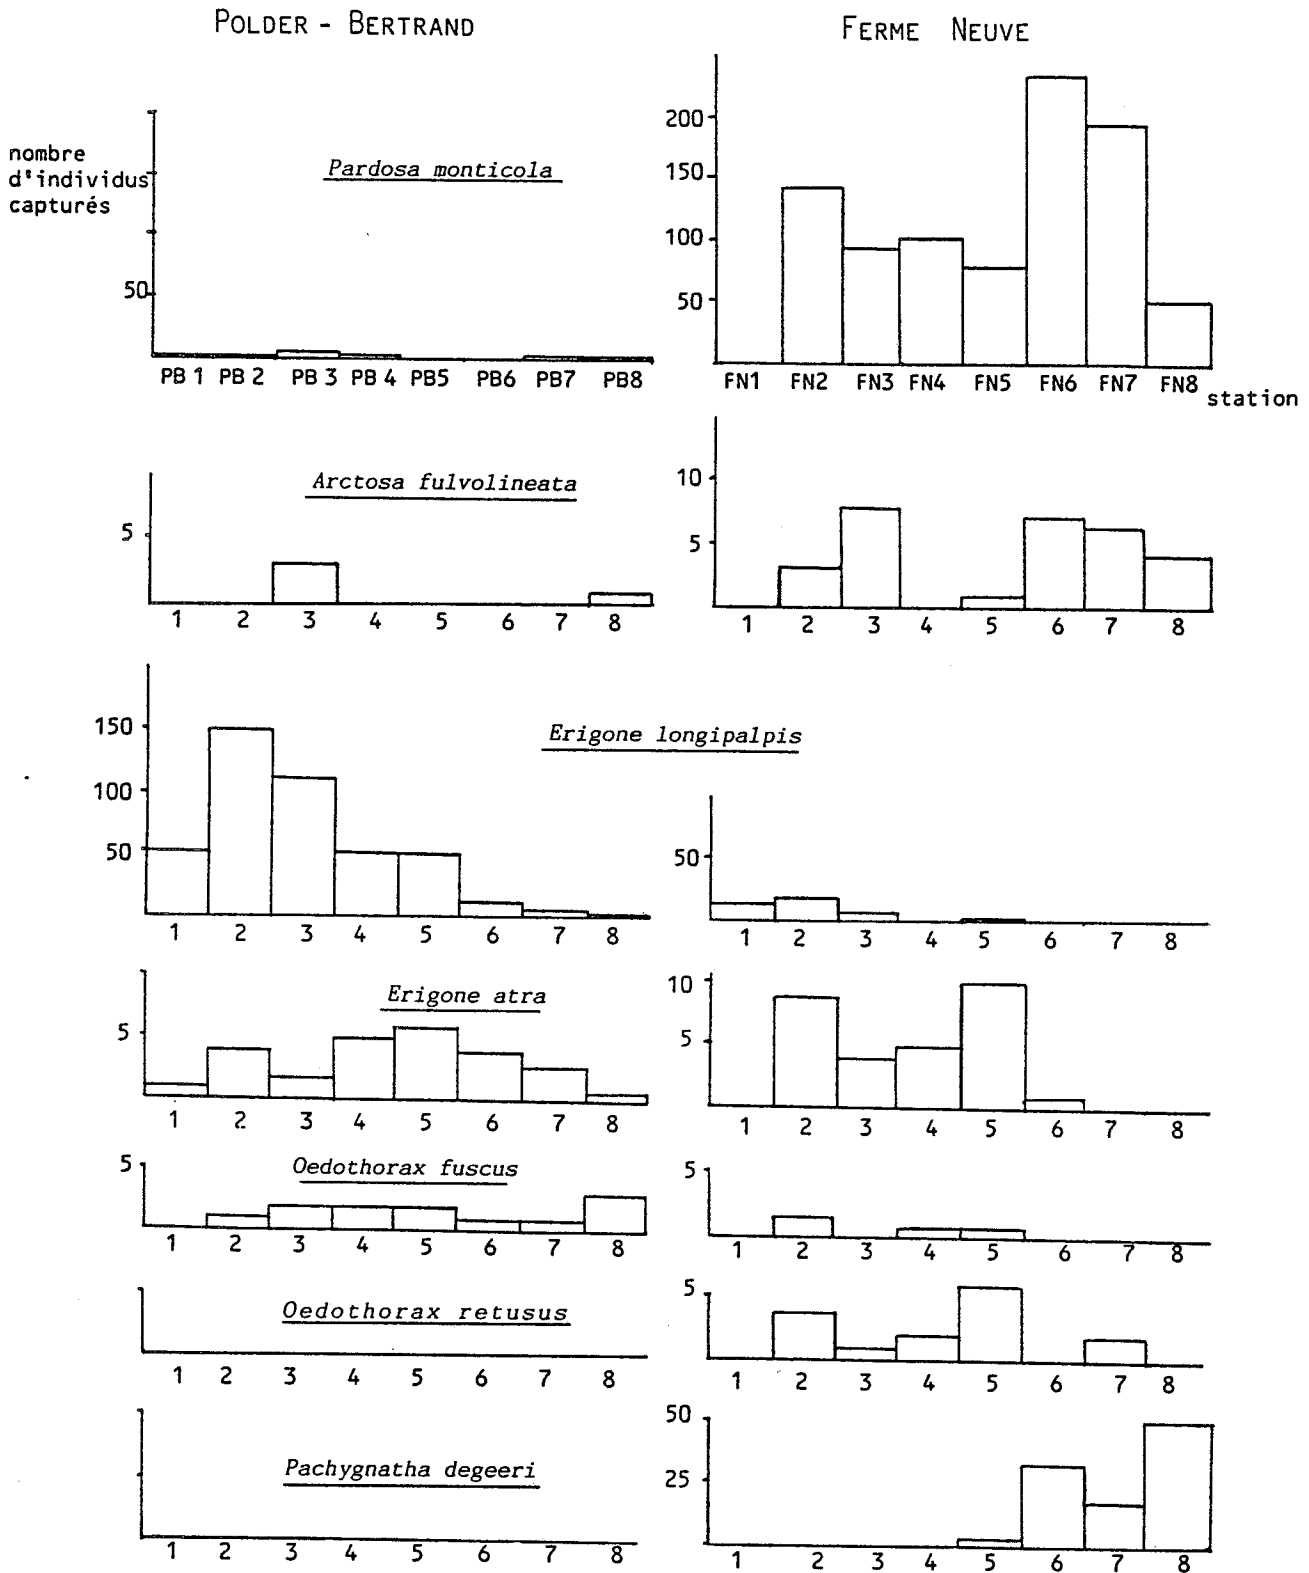 POLDER - BERTRAND
FERME NEUVE
nombre
d'individus
capturés
Pardosa monticola
50
200
150
100
50
PB 1 PB 2 PB 3 PB 4 PB5 PB6 PB7 PB8
FN1 FN2 FN3 FN4 FN5 FN6 FN7 FN8
station
Arctosa fulvolineata
5
10
5
1 2 3 4 5 6 7 8
1 2 3 4 5 6 7 8
Erigone longipalpis
150
100
50
50
1 2 3 4 5 6 7 8
1 2 3 4 5 6 7 8
Erigone atra
5
10
5
1 2 3 4 5 6 7 8
1 2 3 4 5 6 7 8
Oedothorax fuscus
5
5
1 2 3 4 5 6 7 8
1 2 3 4 5 6 7 8
Oedothorax retusus
5
1 2 3 4 5 6 7 8
1 2 3 4 5 6 7 8
Pachygnatha degeeri
50
25
1 2 3 4 5 6 7 8
1 2 3 4 5 6 7 8